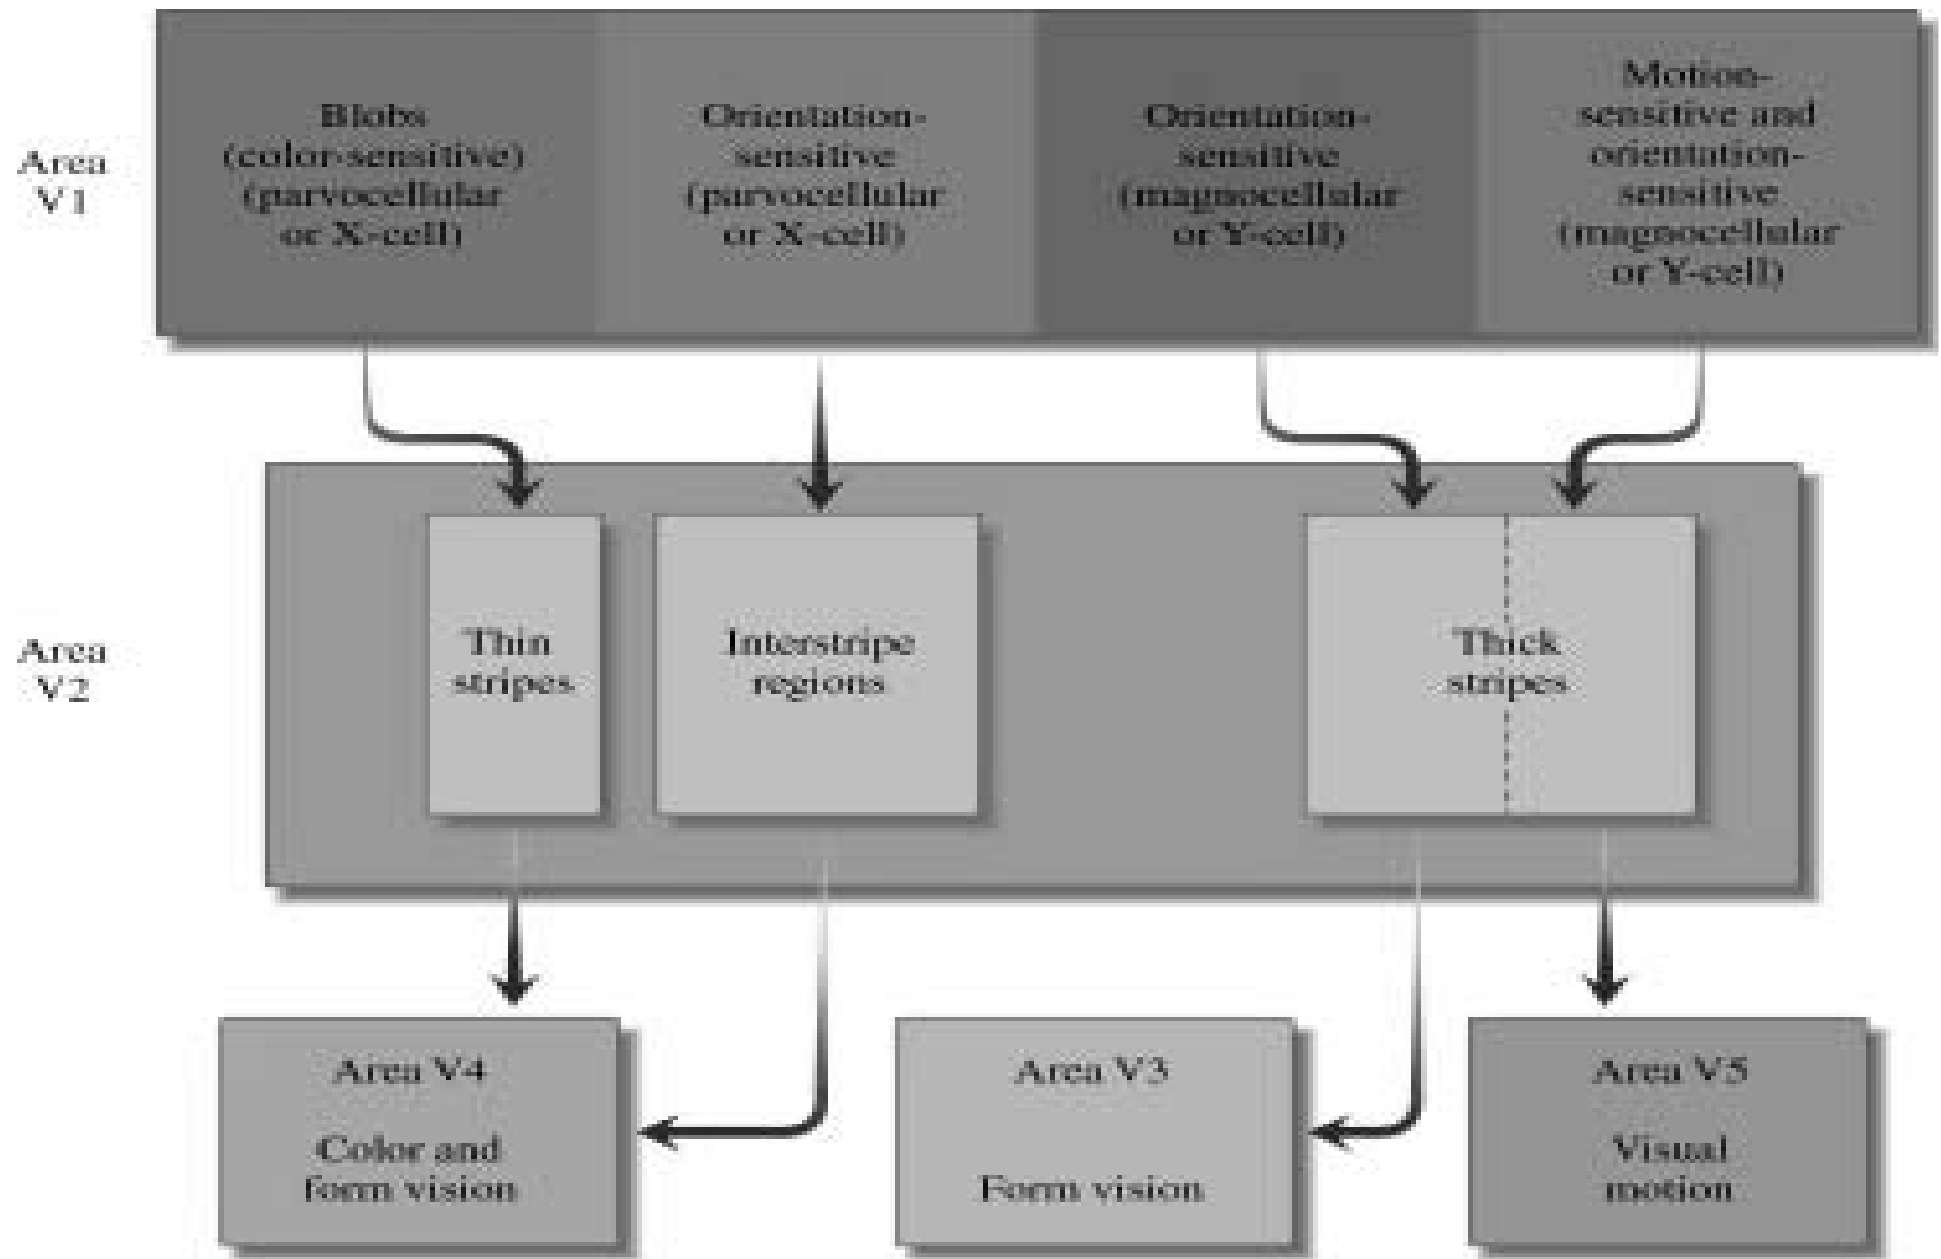 Area
V1
Blobs
(color-sensitive)
(parvocellular
or X-cell)
Orientation-
sensitive
(parvocellular
or X-cell)
Orientation-
sensitive
(magnocellular
or Y-cell)
Motion-
sensitive and
orientation-
sensitive
(magnocellular
or Y-cell)
Area
V2
Thin
stripes
Interstripe
regions
Thick
stripes
Area V4
Color and
form vision
Area V3
Form vision
Area V5
Visual
motion